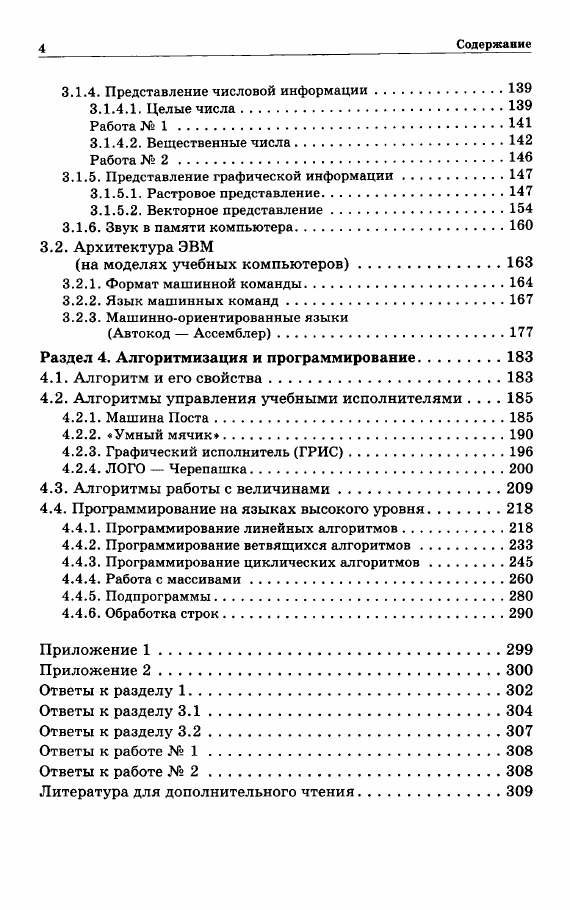 4 Содержание
3.1.4. Представление числовой информации . . . . . . . . . . . . . . . 139
3.1.4.1. Целые числа . . . . . . . . . . . . . . . . . . . . . . . . . . . . . 139
Работа № 1 . . . . . . . . . . . . . . . . . . . . . . . . . . . . . . . . . . . 141
3.1.4.2. Вещественные числа . . . . . . . . . . . . . . . . . . . . . . . 142
Работа № 2 . . . . . . . . . . . . . . . . . . . . . . . . . . . . . . . . . . . 146
3.1.5. Представление графической информации . . . . . . . . . . . . 147
3.1.5.1. Растровое представление. . . . . . . . . . . . . . . . . . . . . 147
3.1.5.2. Векторное представление . . . . . . . . . . . . . . . . . . . . 154
3.1.6. Звук в памяти компьютера. . . . . . . . . . . . . . . . . . . . . . . . 160
3.2. Архитектура ЭВМ
(на моделях учебных компьютеров) . . . . . . . . . . . . . . . . 163
3.2.1. Формат машинной команды. . . . . . . . . . . . . . . . . . . . . . . 164
3.2.2. Язык машинных команд . . . . . . . . . . . . . . . . . . . . . . . . . 167
3.2.3. Машинно-ориентированные языки
(Автокод — Ассемблер) . . . . . . . . . . . . . . . . . . . . . . . . . . 177
Раздел 4. Алгоритмизация и программирование. . . . . . . . . 183
4.1. Алгоритм и его свойства . . . . . . . . . . . . . . . . . . . . . . . . . . 183
4.2. Алгоритмы управления учебными исполнителями . . . . 185
4.2.1. Машина Поста . . . . . . . . . . . . . . . . . . . . . . . . . . . . . . . . . 185
4.2.2. «Умный мячик» . . . . . . . . . . . . . . . . . . . . . . . . . . . . . . . . 190
4.2.3. Графический исполнитель (ГРИС) . . . . . . . . . . . . . . . . . . 196
4.2.4. ЛОГО — Черепашка . . . . . . . . . . . . . . . . . . . . . . . . . . . . . 200
4.3. Алгоритмы работы с величинами . . . . . . . . . . . . . . . . . . 209
4.4. Программирование на языках высокого уровня. . . . . . . . 218
4.4.1. Программирование линейных алгоритмов . . . . . . . . . . . . 218
4.4.2. Программирование ветвящихся алгоритмов . . . . . . . . . . 233
4.4.3. Программирование циклических алгоритмов . . . . . . . . . 245
4.4.4. Работа с массивами . . . . . . . . . . . . . . . . . . . . . . . . . . . . . 260
4.4.5. Подпрограммы . . . . . . . . . . . . . . . . . . . . . . . . . . . . . . . . . 280
4.4.6. Обработка строк . . . . . . . . . . . . . . . . . . . . . . . . . . . . . . . . 290
Приложение 1 . . . . . . . . . . . . . . . . . . . . . . . . . . . . . . . . . . . . 299
Приложение 2 . . . . . . . . . . . . . . . . . . . . . . . . . . . . . . . . . . . . 300
Ответы к разделу 1. . . . . . . . . . . . . . . . . . . . . . . . . . . . . . . . . 302
Ответы к разделу 3.1 . . . . . . . . . . . . . . . . . . . . . . . . . . . . . . . 304
Ответы к разделу 3.2 . . . . . . . . . . . . . . . . . . . . . . . . . . . . . . . 307
Ответы к работе № 1 . . . . . . . . . . . . . . . . . . . . . . . . . . . . . . . 308
Ответы к работе № 2 . . . . . . . . . . . . . . . . . . . . . . . . . . . . . . . 308
Литература для дополнительного чтения . . . . . . . . . . . . . . . 309